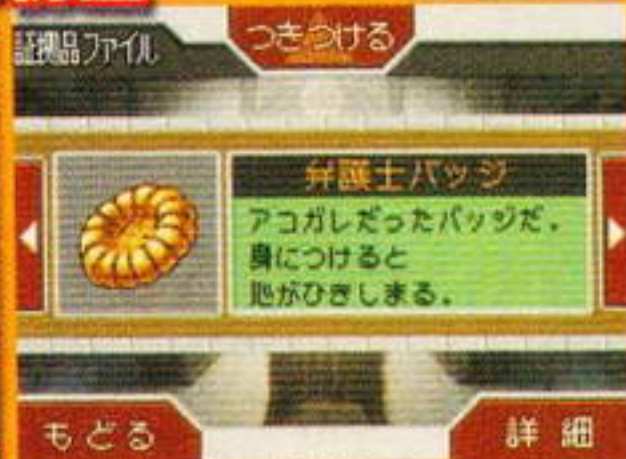 証拠品ファイル
つきつける
弁護士バッジ
アコガレだったバッジだ。
身につけると
心がひきしまる。
もどる
詳細